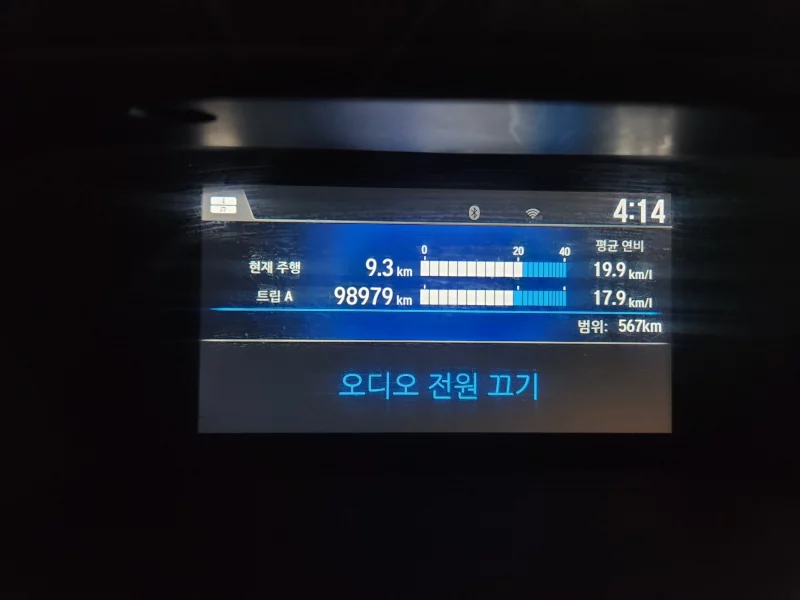 4:14
0 20 40 평균 연비
현재 주행 9.3 km 19.9 km/l
트립 A 98979 km 17.9 km/l
범위: 567km
오디오 전원 끄기